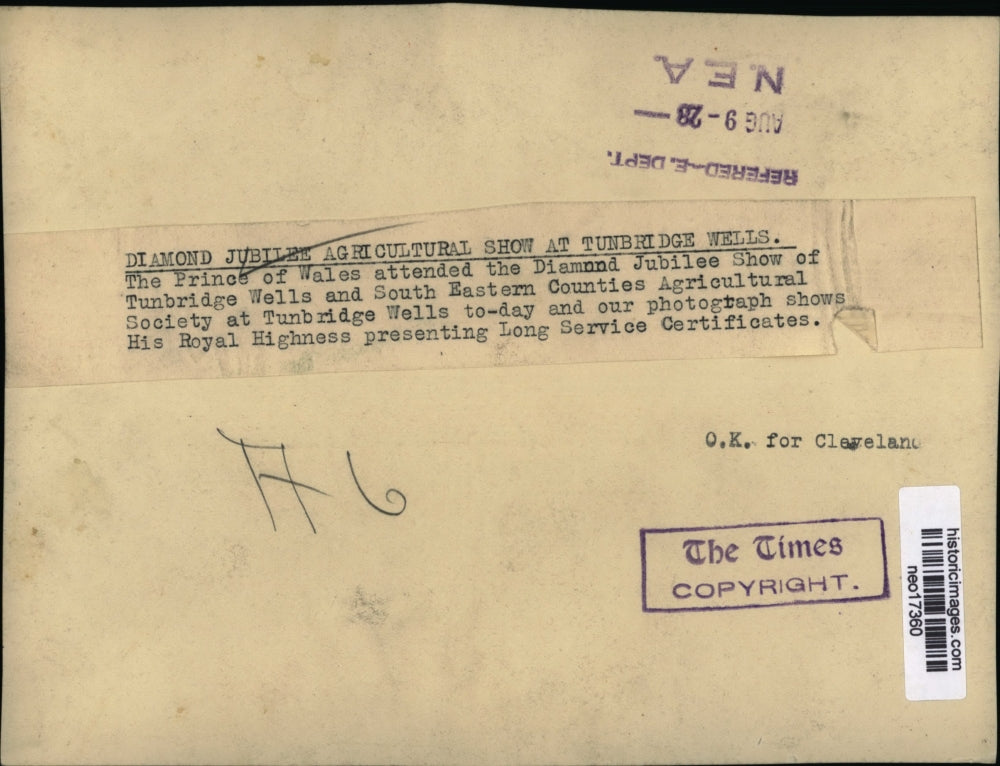 N.E.A.
AUG 9 - 28 —
REFERED-E. DEPT.
DIAMOND JUBILEE AGRICULTURAL SHOW AT TUNBRIDGE WELLS.
The Prince of Wales attended the Diamnnd Jubilee Show of
Tunbridge Wells and South Eastern Counties Agricultural
Society at Tunbridge Wells to-day and our photograph shows
His Royal Highness presenting Long Service Certificates.
O.K. for Cleveland
The Times
COPYRIGHT.
historicimages.com
neo17360